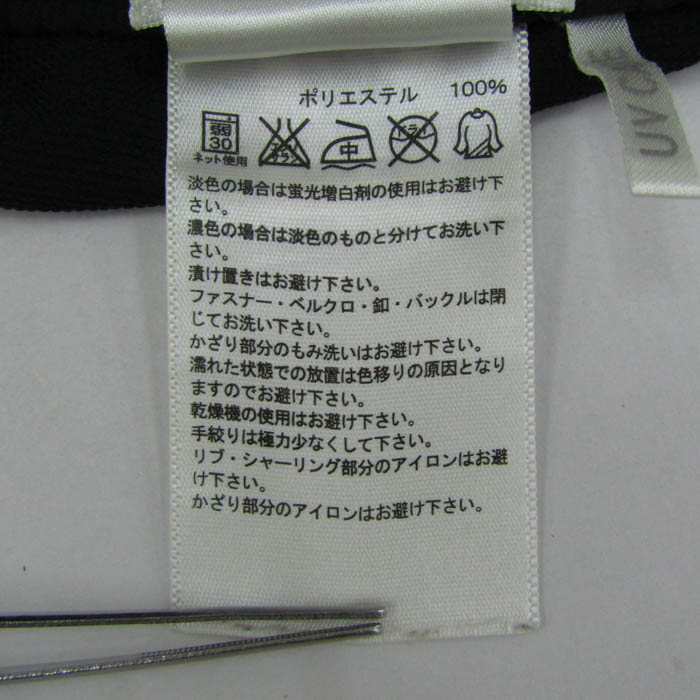 ポリエステル 100%
弱
30
中
ドライ
ネット使用
淡色の場合は蛍光増白剤の使用はお避け下
さい。
濃色の場合は淡色のものと分けてお洗い下
さい。
漬け置きはお避け下さい。
ファスナー・ベルクロ・釦・バックルは閉
じてお洗い下さい。
かざり部分のもみ洗いはお避け下さい。
濡れた状態での放置は色移りの原因となり
ますのでお避け下さい。
乾燥機の使用はお避け下さい。
手絞りは極力少なくして下さい。
リブ・シャーリング部分のアイロンはお避
け下さい。
かざり部分のアイロンはお避け下さい。
UV